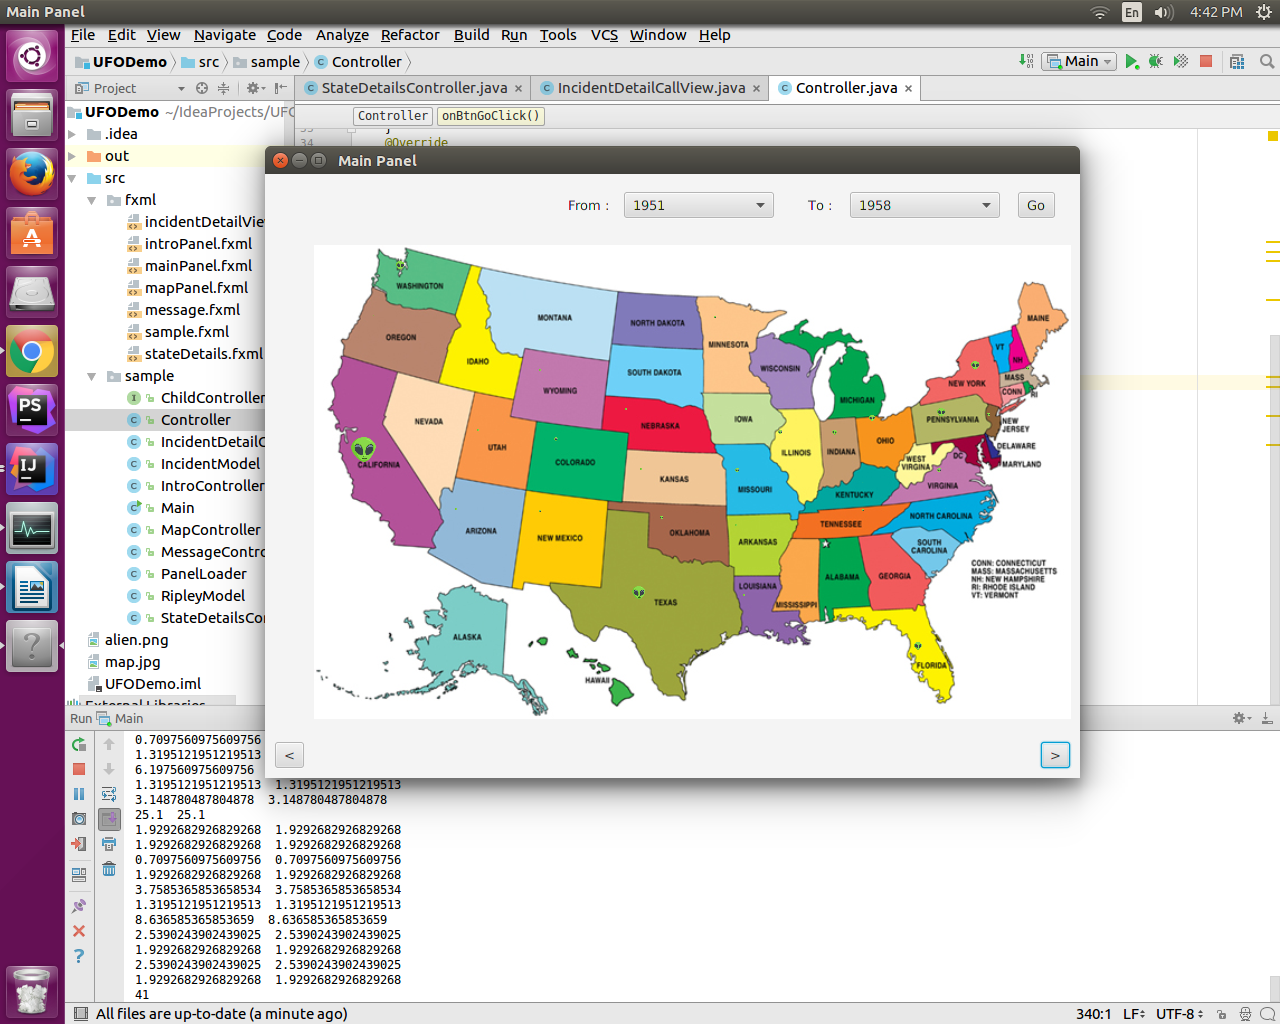 Main Panel
En
4:42 PM
File Edit View Navigate Code Analyze Refactor Build Run Tools VCS Window Help
UFODemo src sample Controller
Main
Project
StateDetailsController.java × IncidentDetailCallView.java × Controller.java ×
UFODemo ~/IdeaProjects/UF
Controller onBtnGoClick()
34 @Override
.idea
out
src
fxml
incidentDetailVie
introPanel.fxml
mainPanel.fxml
mapPanel.fxml
message.fxml
sample.fxml
stateDetails.fxml
sample
ChildController
Controller
IncidentDetailC
IncidentModel
IntroController
Main
MapController
MessageContro
PanelLoader
RipleyModel
StateDetailsCo
alien.png
map.jpg
UFODemo.iml
External Libraries
Main Panel
From : 1951 To : 1958 Go
WASHINGTON
MONTANA
NORTH DAKOTA
MINNESOTA
MAINE
OREGON
IDAHO
WYOMING
SOUTH DAKOTA
WISCONSIN
MICHIGAN
NEW YORK
VT
NH
MASS
CONN
RI
NEVADA
UTAH
COLORADO
NEBRASKA
IOWA
ILLINOIS
INDIANA
OHIO
PENNSYLVANIA
NEW JERSEY
DELAWARE
MARYLAND
DC
WEST VIRGINIA
VIRGINIA
CALIFORNIA
KANSAS
MISSOURI
KENTUCKY
ARIZONA
NEW MEXICO
OKLAHOMA
ARKANSAS
TENNESSEE
NORTH CAROLINA
SOUTH CAROLINA
TEXAS
LOUISIANA
MISSISSIPPI
ALABAMA
GEORGIA
FLORIDA
ALASKA
HAWAII
CONN: CONNECTICUT
MASS: MASSACHUSETTS
NH: NEW HAMPSHIRE
RI: RHODE ISLAND
VT: VERMONT
< >
Run Main
0.7097560975609756
1.3195121951219513
6.197560975609756
1.3195121951219513 1.3195121951219513
3.148780487804878 3.148780487804878
25.1 25.1
1.9292682926829268 1.9292682926829268
1.9292682926829268 1.9292682926829268
0.7097560975609756 0.7097560975609756
1.9292682926829268 1.9292682926829268
3.7585365853658534 3.7585365853658534
1.3195121951219513 1.3195121951219513
8.636585365853659 8.636585365853659
2.5390243902439025 2.5390243902439025
1.9292682926829268 1.9292682926829268
2.5390243902439025 2.5390243902439025
1.9292682926829268 1.9292682926829268
41
All files are up-to-date (a minute ago)
340:1 LF UTF-8